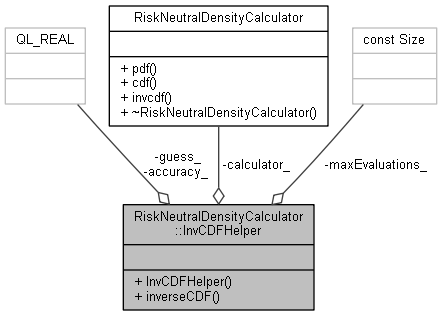 QL_REAL
RiskNeutralDensityCalculator
+ pdf()
+ cdf()
+ invcdf()
+ ~RiskNeutralDensityCalculator()
const Size
-guess_
-accuracy_
-calculator_
-maxEvaluations_
RiskNeutralDensityCalculator
::InvCDFHelper
+ InvCDFHelper()
+ inverseCDF()